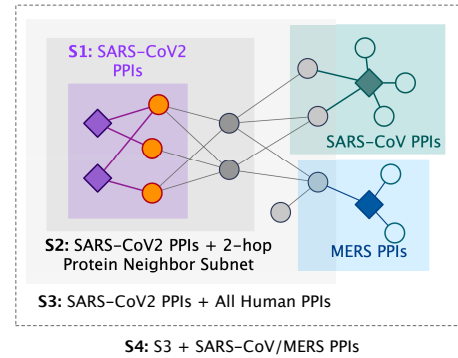 S1: SARS-CoV2
PPIs
SARS-CoV PPIs
MERS PPIs
S2: SARS-CoV2 PPIs + 2-hop
Protein Neighbor Subnet
S3: SARS-CoV2 PPIs + All Human PPIs
S4: S3 + SARS-CoV/MERS PPIs